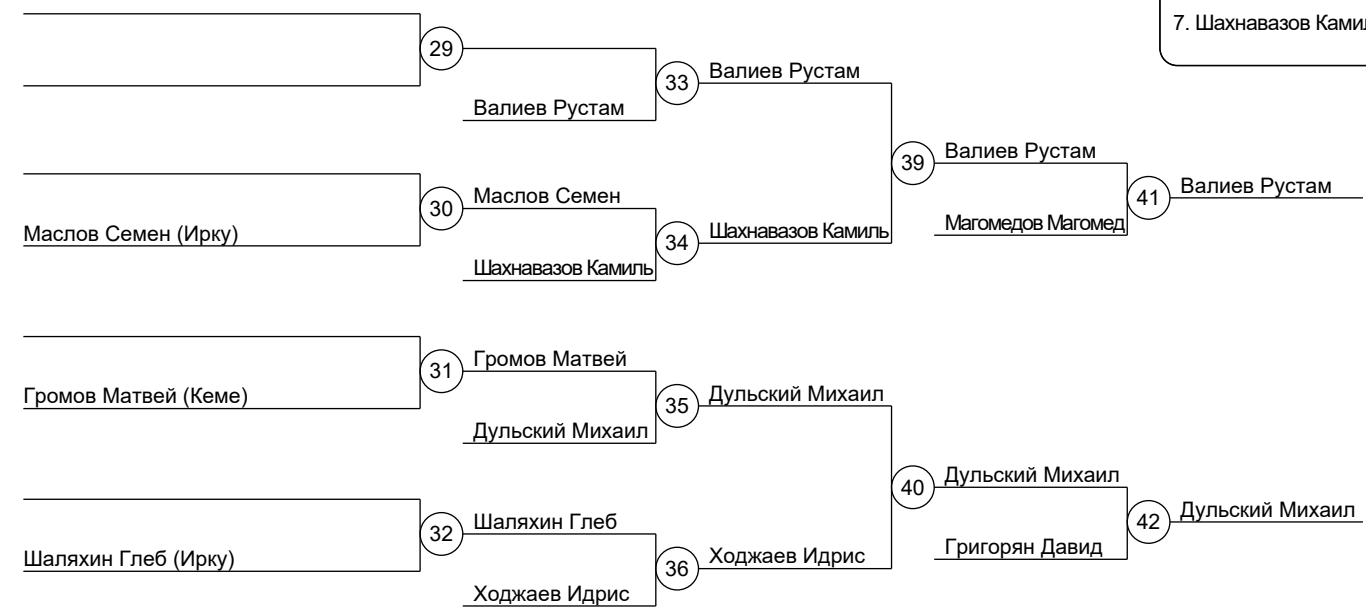 7. Шахнавазов Камил
29
33
Валиев Рустам
Валиев Рустам
39
Валиев Рустам
41
Валиев Рустам
30
Маслов Семен
Маслов Семен (Ирку)
34
Шахнавазов Камиль
Магомедов Магомед
Шахнавазов Камиль
31
Громов Матвей
Громов Матвей (Кеме)
35
Дульский Михаил
Дульский Михаил
40
Дульский Михаил
42
Дульский Михаил
32
Шаляхин Глеб
Шаляхин Глеб (Ирку)
36
Ходжаев Идрис
Григорян Давид
Ходжаев Идрис